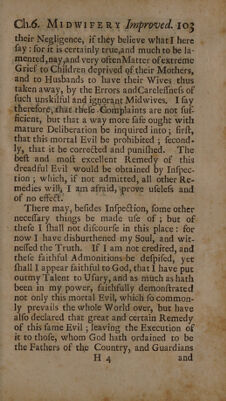 Ch.6. MIDWIFERY Improved. 103
their Negligence, if they believe what I here
say : for it is certainly true, and much to be la-
mented, nay, and very often Matter of extreme
Grief to Children deprived of their Mothers,
and to Husbands to have their Wives thus
taken away, by the Errors and Carelessness of
such unskilful and ignorant Midwives. I say
therefore, that these Complaints are not suf-
ficient, but that a way more safe ought with
mature Deliberation be inquired into; first,
that this mortal Evil be prohibited ; second-
ly, that it be corrected and punished. The
best and most excellent Remedy of this
dreadful Evil would be obtained by Inspec-
tion ; which, if not admitted, all other Re-
medies will, I am afraid, prove useless and
of no effect.
There may, besides Inspection, some other
necessary things be made use of ; but of
these I shall not discourse in this place : for
now I have disburthened my Soul, and wit-
nessed the Truth. If I am not credited, and
these faithful Admonitions be despised, yet
shall I appear faithful to God, that I have put
out my Talent to Usury, and as much as hath
been in my power, faithfully demonstrated
not only this mortal Evil, which so common-
ly prevails the whole World over, but have
also declared that great and certain Remedy
of this same Evil ; leaving the Execution of
it to those, whom God hath ordained to be
the Fathers of the Country, and Guardians
H 4 and